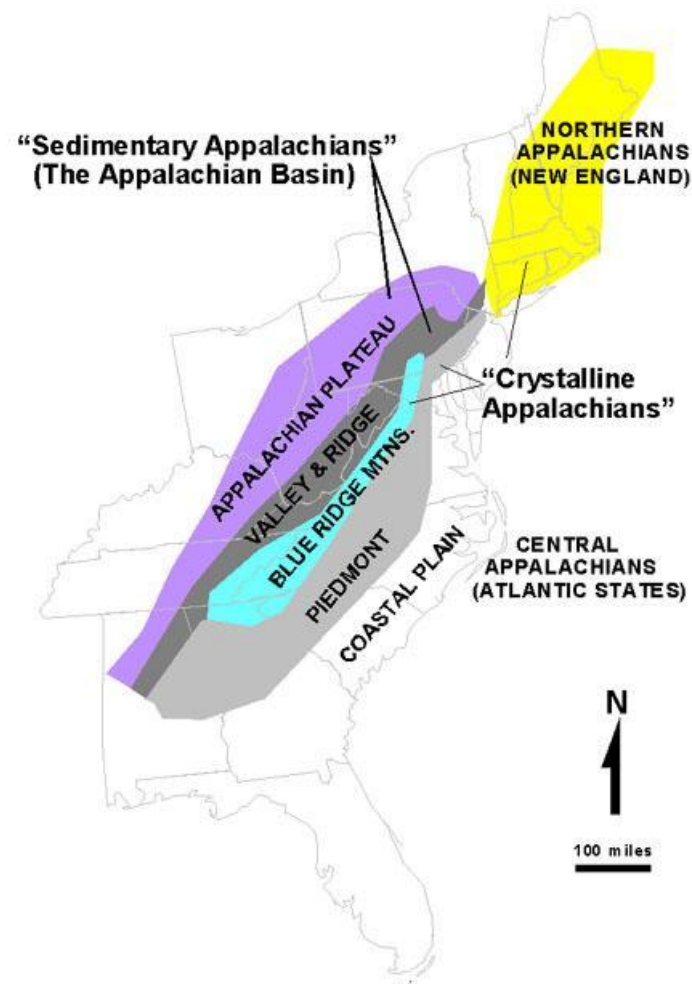 NORTHERN
APPALACHIANS
(NEW ENGLAND)
“Sedimentary Appalachians”
(The Appalachian Basin)
APPALACHIAN PLATEAU
VALLEY & RIDGE
BLUE RIDGE MTNS.
PIEDMONT
COASTAL PLAIN
“Crystalline
Appalachians”
CENTRAL
APPALACHIANS
(ATLANTIC STATES)
N
100 miles